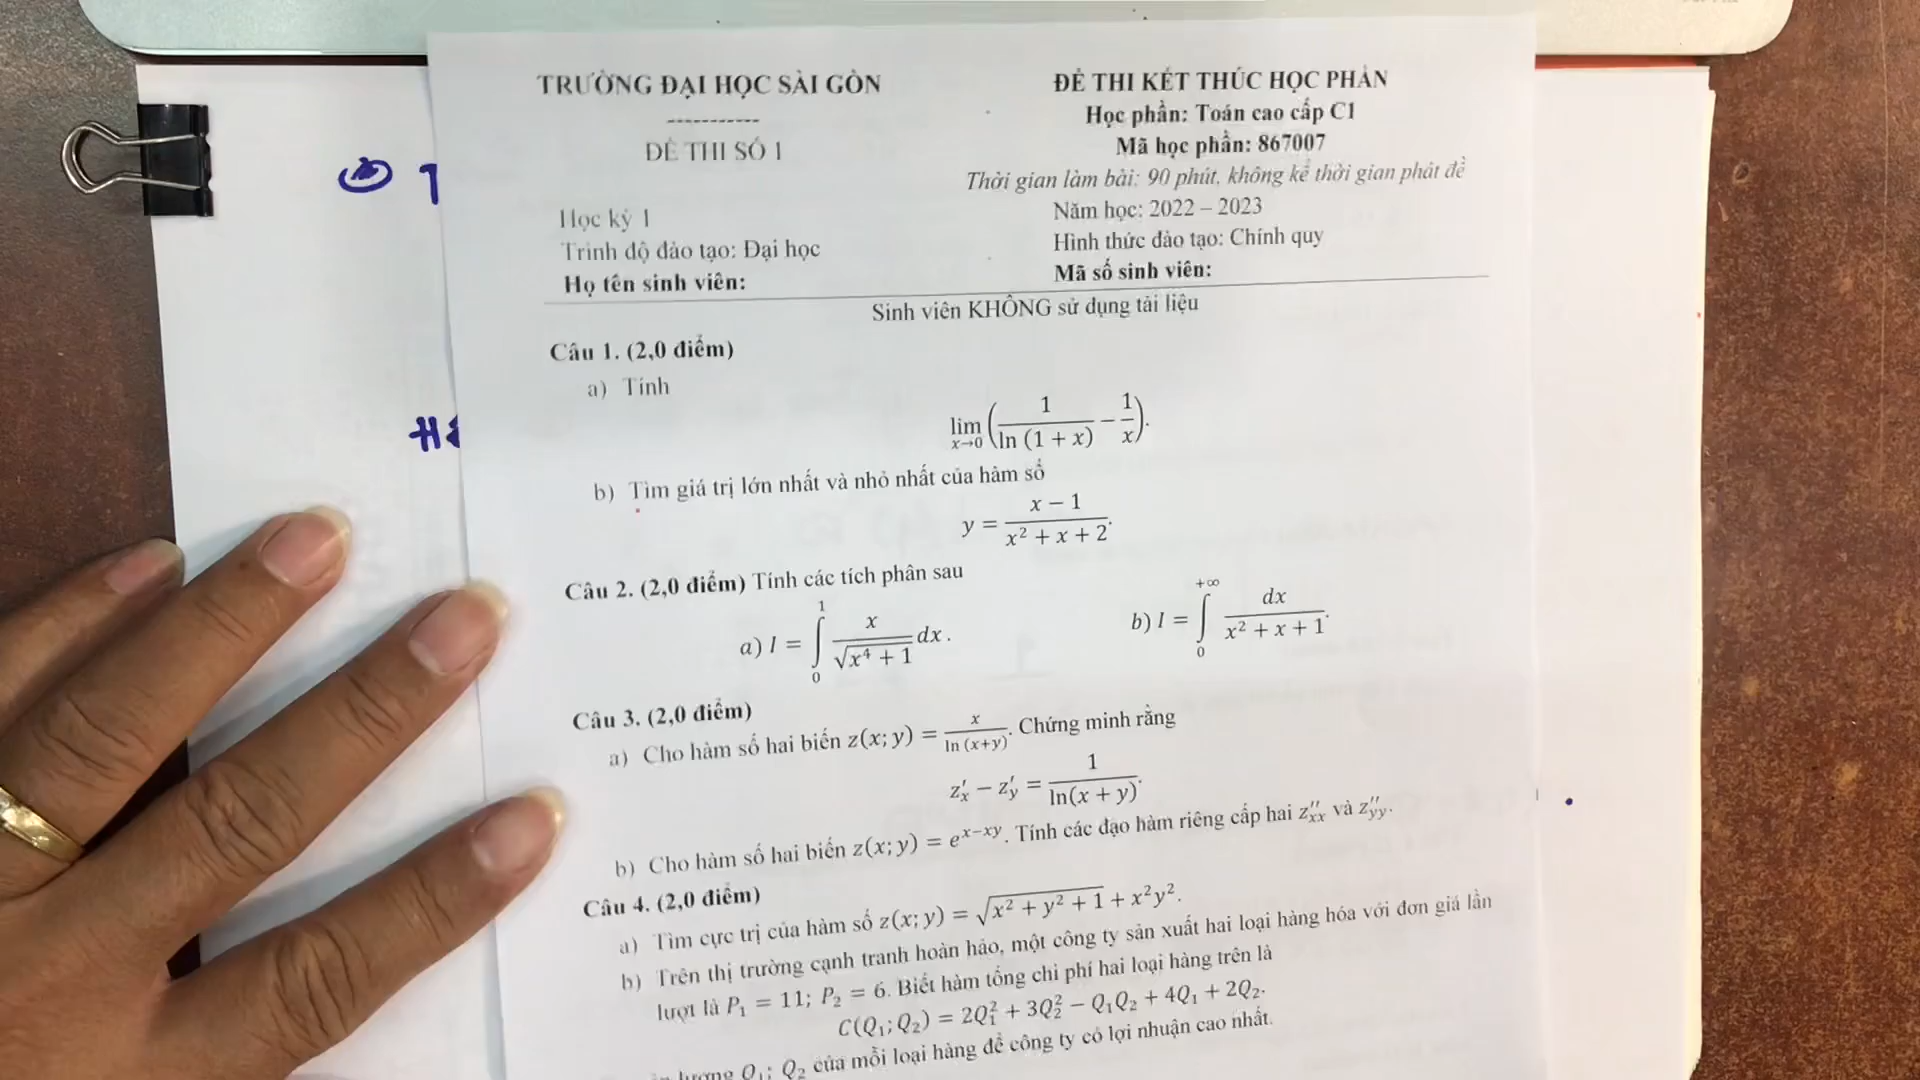 TRƯỜNG ĐẠI HỌC SÀI GÒN
-----------
ĐỀ THI SỐ 1
Học kỳ 1
Trình độ đào tạo: Đại học
Họ tên sinh viên:
ĐỀ THI KẾT THÚC HỌC PHẦN
Học phần: Toán cao cấp C1
Mã học phần: 867007
Thời gian làm bài: 90 phút, không kể thời gian phát đề
Năm học: 2022 – 2023
Hình thức đào tạo: Chính quy
Mã số sinh viên:
Sinh viên KHÔNG sử dụng tài liệu
Câu 1. (2,0 điểm)
a) Tính
lim x→0 (1/ln (1 + x) − 1/x).
b) Tìm giá trị lớn nhất và nhỏ nhất của hàm số
y = (x − 1)/(x² + x + 2).
Câu 2. (2,0 điểm) Tính các tích phân sau
a) I = ∫₀¹ x/√(x⁴ + 1) dx.
b) I = ∫₀^(+∞) dx/(x² + x + 1).
Câu 3. (2,0 điểm)
a) Cho hàm số hai biến z(x; y) = x/ln (x+y). Chứng minh rằng
z′ₓ − z′ᵧ = 1/ln(x + y).
b) Cho hàm số hai biến z(x; y) = e^(x−xy). Tính các đạo hàm riêng cấp hai z″ₓₓ và z″ᵧᵧ.
Câu 4. (2,0 điểm)
a) Tìm cực trị của hàm số z(x; y) = √(x² + y² + 1) + x²y².
b) Trên thị trường cạnh tranh hoàn hảo, một công ty sản xuất hai loại hàng hóa với đơn giá lần
lượt là P₁ = 11; P₂ = 6. Biết hàm tổng chi phí hai loại hàng trên là
C(Q₁; Q₂) = 2Q₁² + 3Q₂² − Q₁Q₂ + 4Q₁ + 2Q₂.
lượng Q₁; Q₂ của mỗi loại hàng để công ty có lợi nhuận cao nhất.